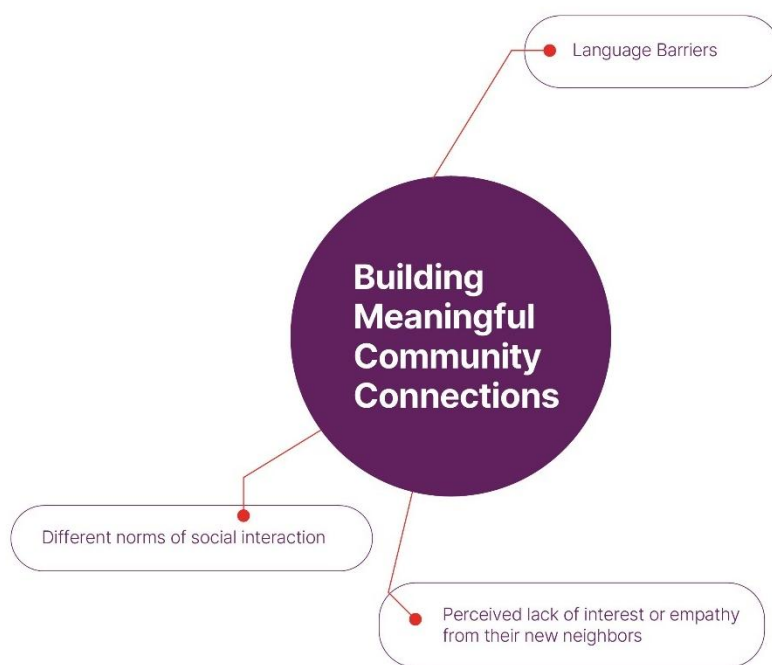 Language Barriers
Building
Meaningful
Community
Connections
Different norms of social interaction
Perceived lack of interest or empathy
from their new neighbors